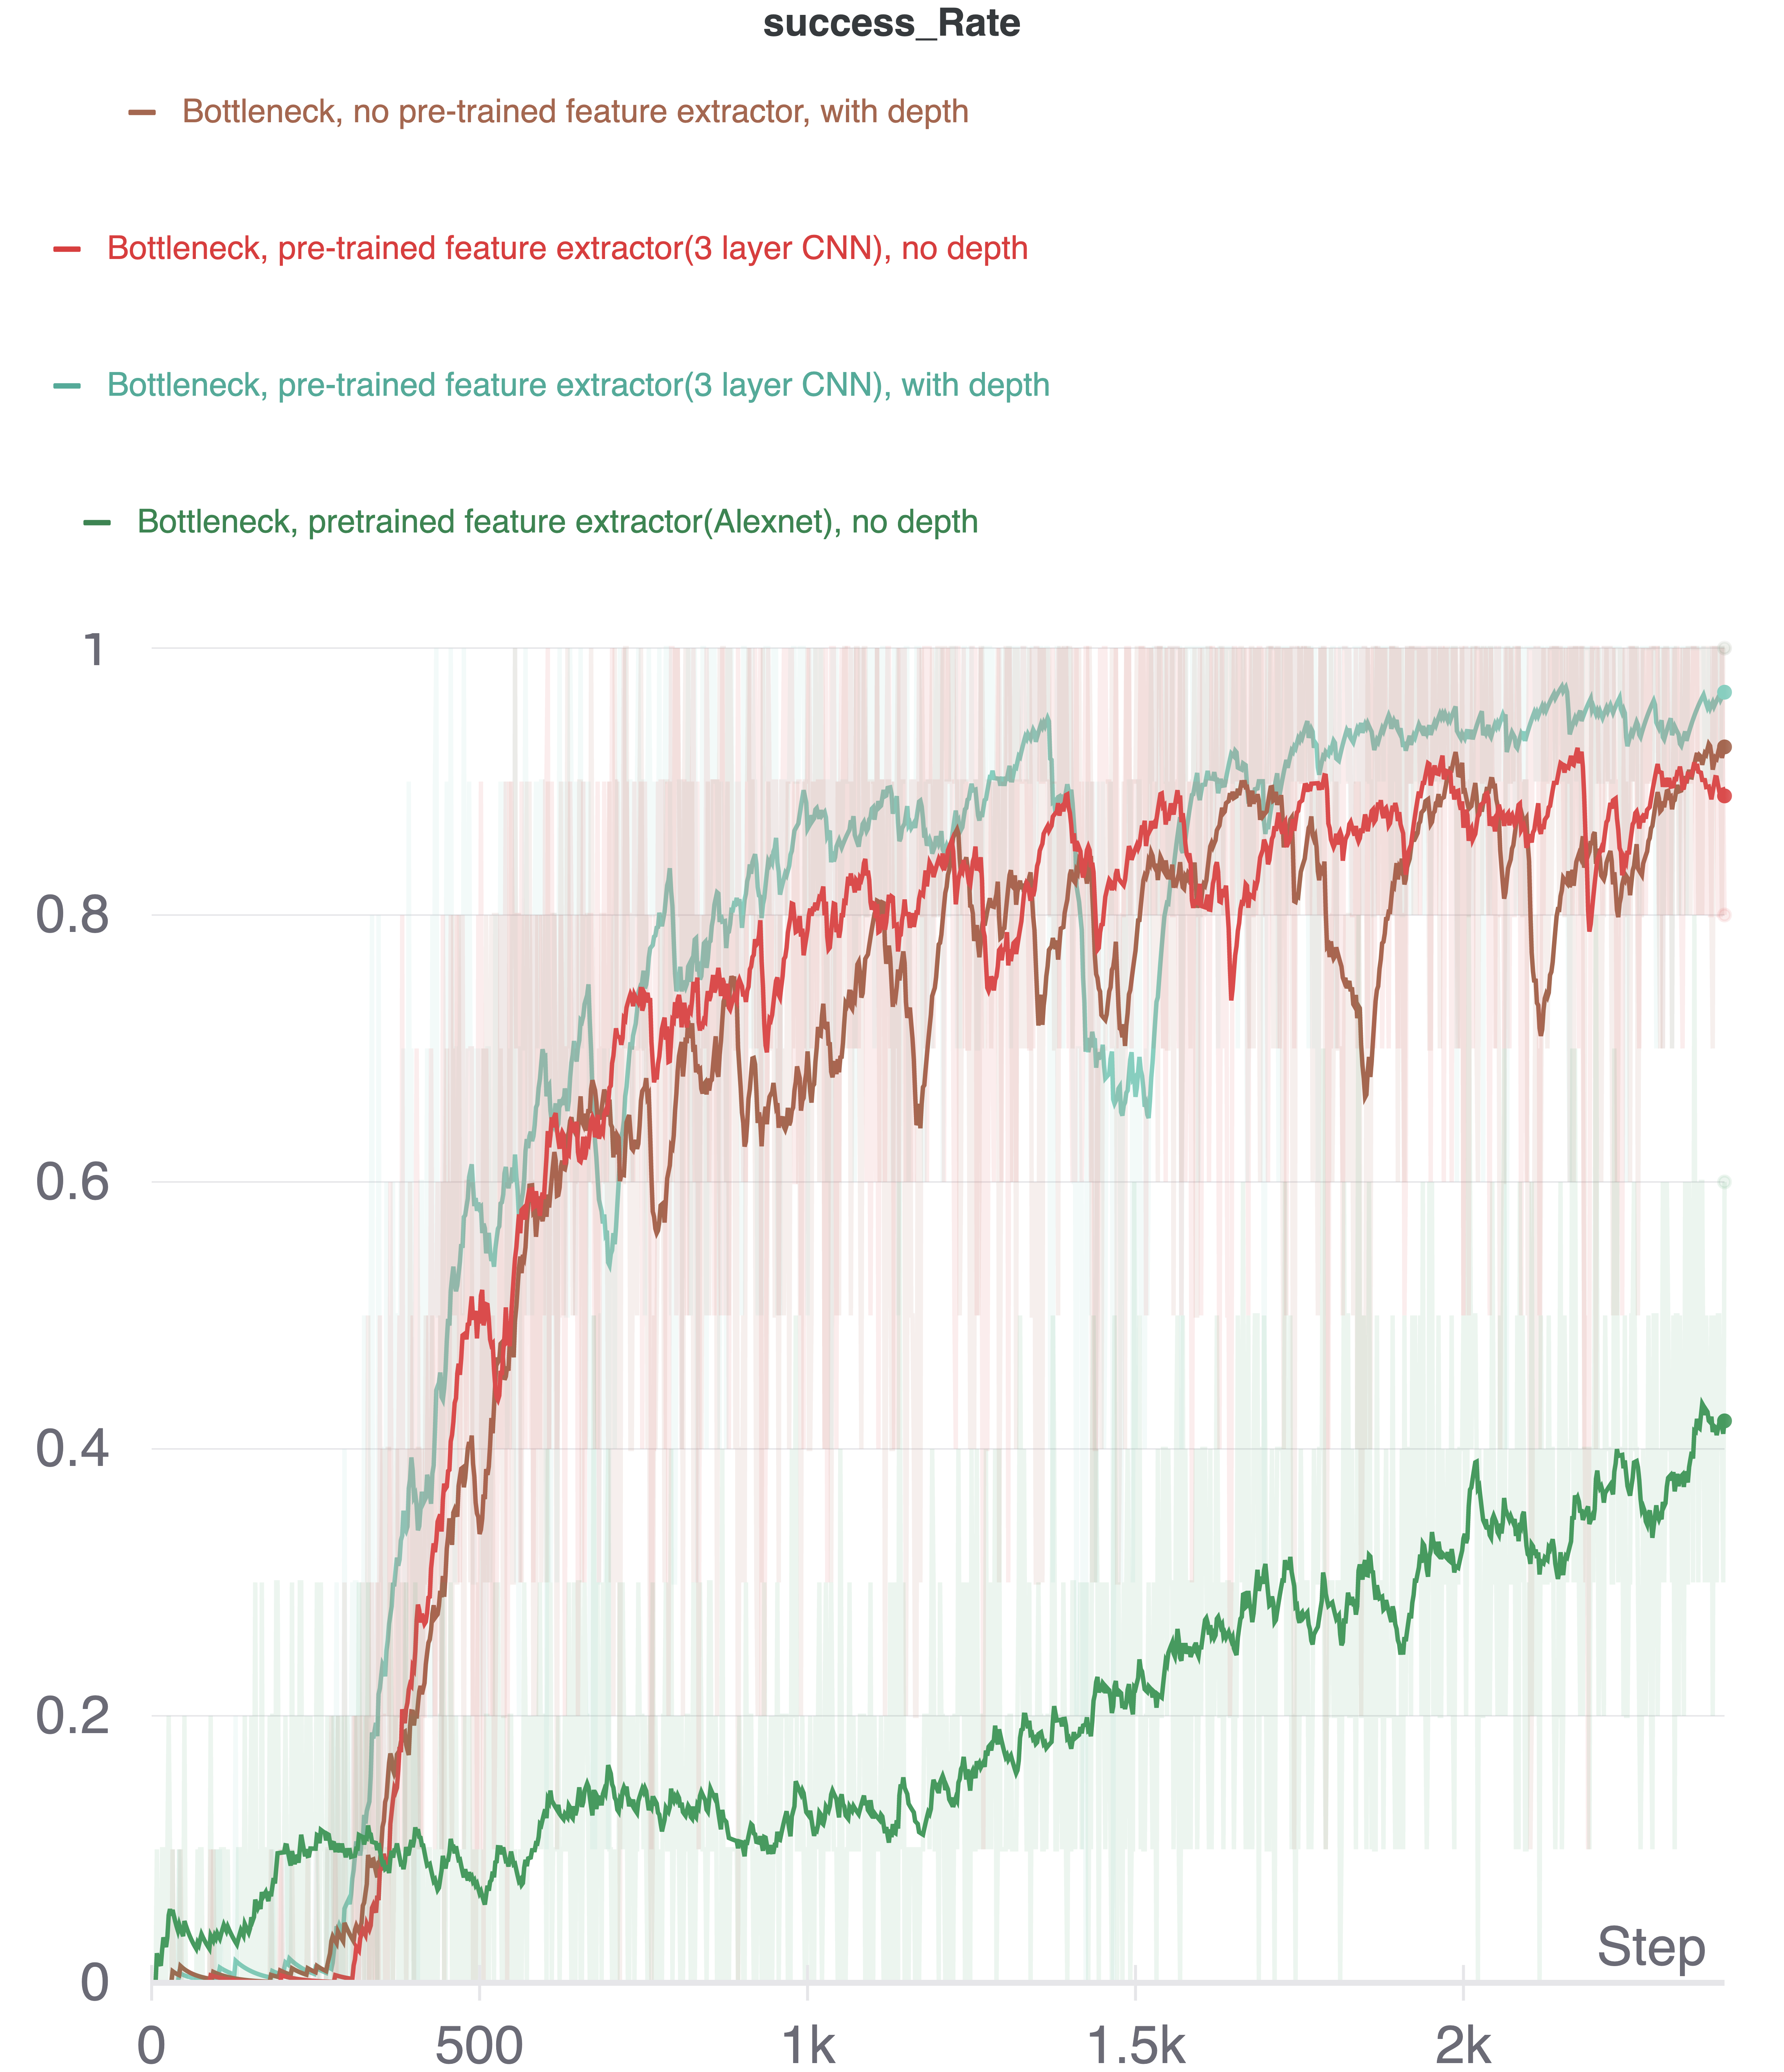 success_Rate
Bottleneck, no pre-trained feature extractor, with depth
Bottleneck, pre-trained feature extractor(3 layer CNN), no depth
Bottleneck, pre-trained feature extractor(3 layer CNN), with depth
Bottleneck, pretrained feature extractor(Alexnet), no depth
1
0.8
0.6
0.4
0.2
0
Step
0 500 1k 1.5k 2k